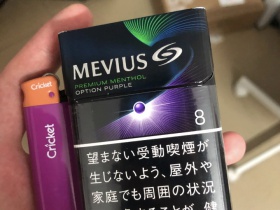 Cricket
Cricket
MEVIUS
PREMIUM MENTHOL
OPTION PURPLE
8
望まない受動喫煙が
生じないよう、屋外や
家庭でも周囲の状況